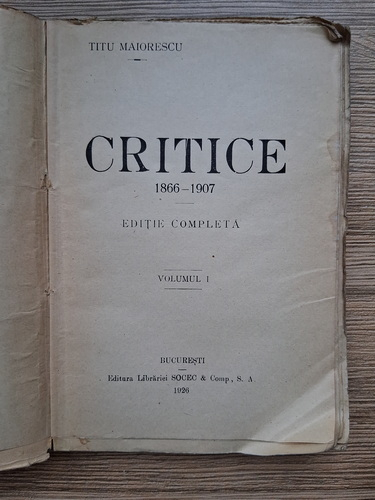 TITU MAIORESCU
CRITICE
1866-1907
EDIȚIE COMPLETĂ
VOLUMUL I
BUCUREȘTI
Editura Librăriei SOCEC & Comp., S. A.
1926